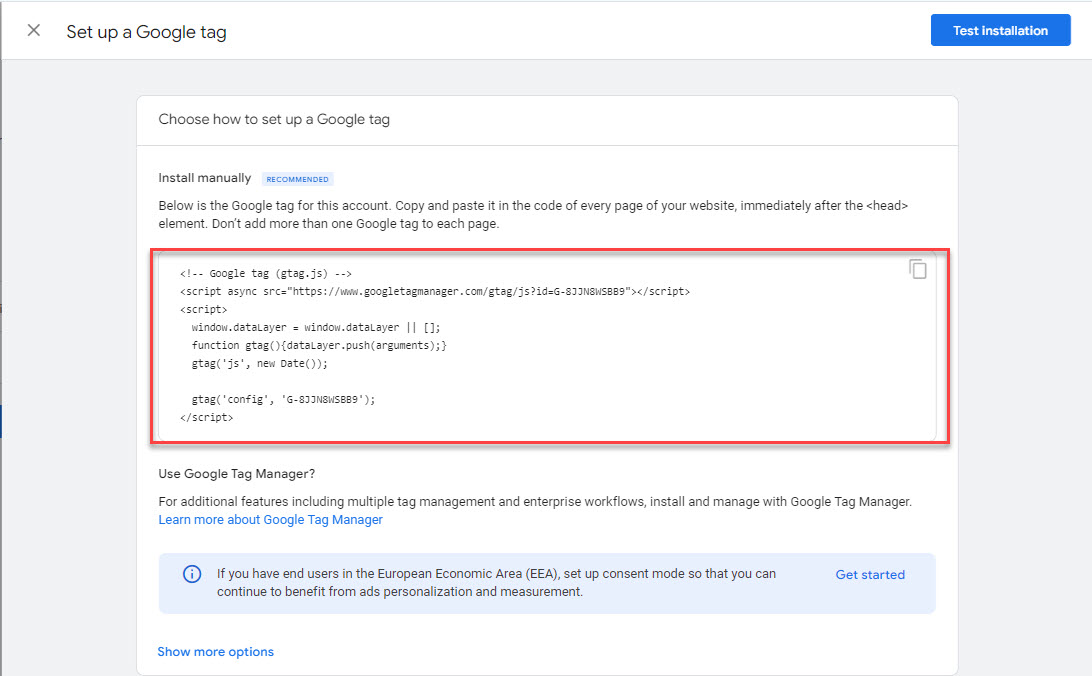 Set up a Google tag
Test installation
Choose how to set up a Google tag
Install manually RECOMMENDED
Below is the Google tag for this account. Copy and paste it in the code of every page of your website, immediately after the <head>
element. Don't add more than one Google tag to each page.
<!-- Google tag (gtag.js) -->
<script async src="https://www.googletagmanager.com/gtag/js?id=G-8JJN8WSBB9"></script>
<script>
  window.dataLayer = window.dataLayer || [];
  function gtag(){dataLayer.push(arguments);}
  gtag('js', new Date());
  gtag('config', 'G-8JJN8WSBB9');
</script>
Use Google Tag Manager?
For additional features including multiple tag management and enterprise workflows, install and manage with Google Tag Manager.
Learn more about Google Tag Manager
If you have end users in the European Economic Area (EEA), set up consent mode so that you can
continue to benefit from ads personalization and measurement.
Get started
Show more options